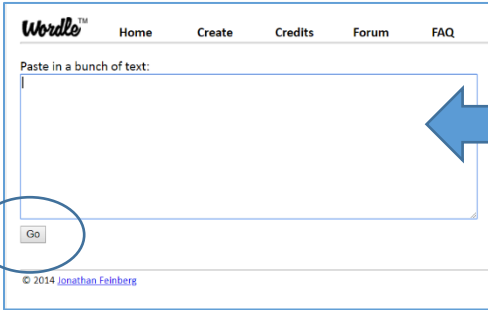 Wordle™ Home Create Credits Forum FAQ
Paste in a bunch of text:
Go
© 2014 Jonathan Feinberg